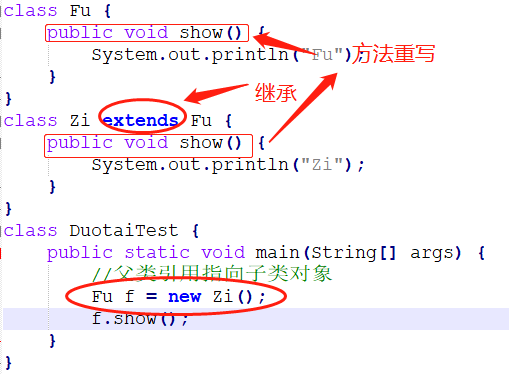 class Fu {
public void show() {
System.out.println("Fu"); 方法重写
}
}
继承
class Zi extends Fu {
public void show() {
System.out.println("Zi");
}
}
class DuotaiTest {
public static void main(String[] args) {
//父类引用指向子类对象
Fu f = new Zi();
f.show();
}
}